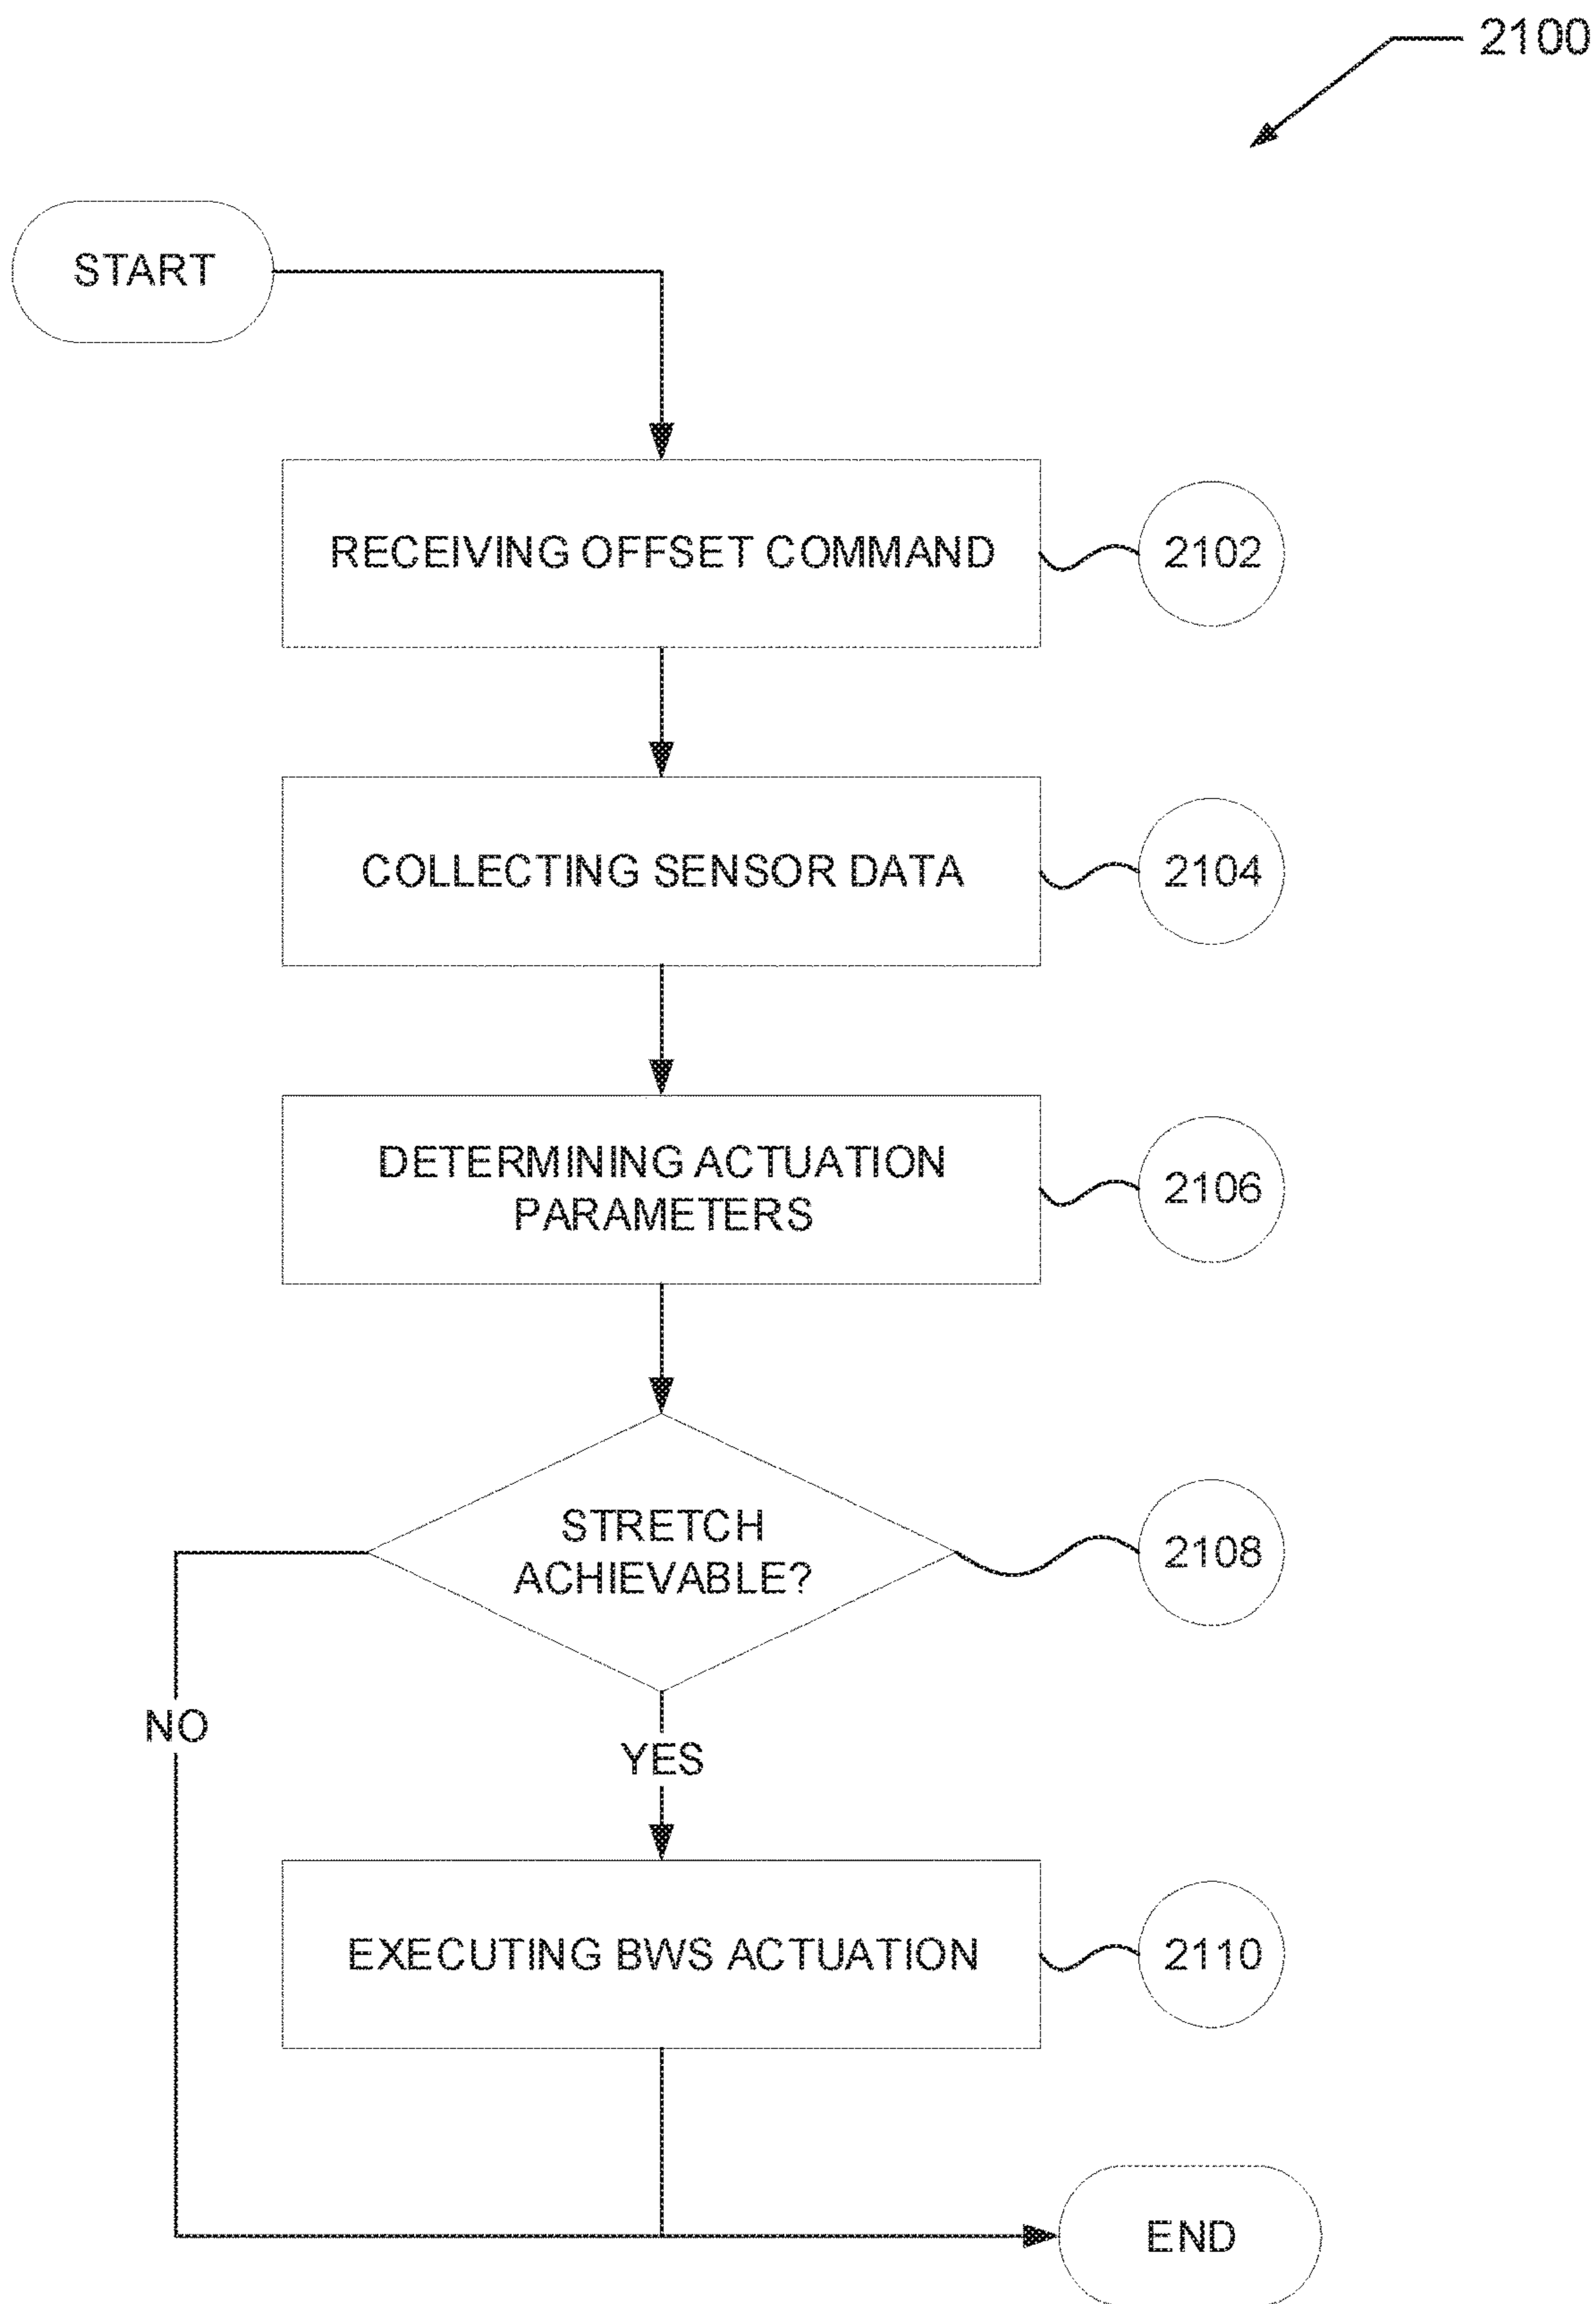 2100
START
RECEIVING OFFSET COMMAND
2102
COLLECTING SENSOR DATA
2104
DETERMINING ACTUATION
PARAMETERS
2106
STRETCH
ACHIEVABLE?
2108
NO
YES
EXECUTING BWS ACTUATION
2110
END